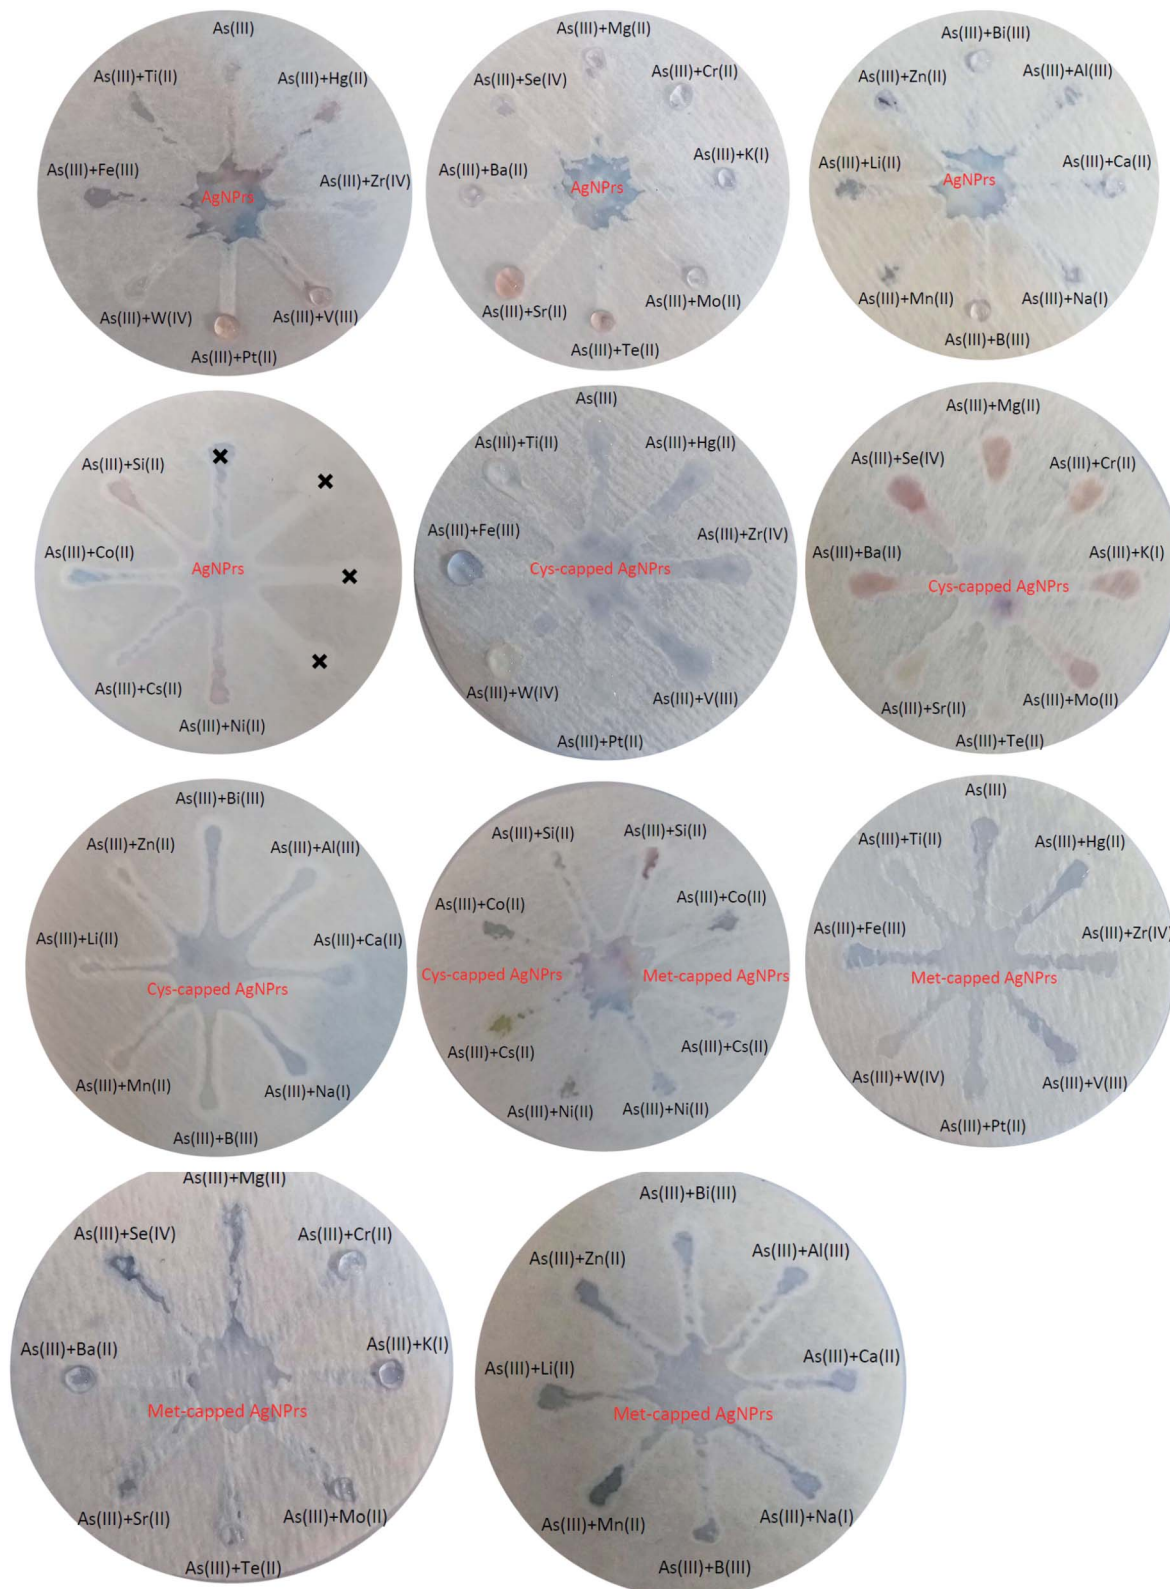 As(III)
As(III)+Ti(II)
As(III)+Hg(II)
As(III)+Fe(III)
As(III)+Zr(IV)
AgNPrs
As(III)+W(IV)
As(III)+V(III)
As(III)+Pt(II)
As(III)+Mg(II)
As(III)+Se(IV)
As(III)+Cr(II)
As(III)+Ba(II)
As(III)+K(I)
AgNPrs
As(III)+Sr(II)
As(III)+Mo(II)
As(III)+Te(II)
As(III)+Bi(III)
As(III)+Zn(II)
As(III)+Al(III)
As(III)+Li(II)
As(III)+Ca(II)
AgNPrs
As(III)+Mn(II)
As(III)+Na(I)
As(III)+B(III)
As(III)+Si(II)
As(III)+Co(II)
AgNPrs
As(III)+Cs(II)
As(III)+Ni(II)
As(III)
As(III)+Ti(II)
As(III)+Hg(II)
As(III)+Fe(III)
As(III)+Zr(IV)
Cys-capped AgNPrs
As(III)+W(IV)
As(III)+V(III)
As(III)+Pt(II)
As(III)+Mg(II)
As(III)+Se(IV)
As(III)+Cr(II)
As(III)+Ba(II)
As(III)+K(I)
Cys-capped AgNPrs
As(III)+Sr(II)
As(III)+Mo(II)
As(III)+Te(II)
As(III)+Bi(III)
As(III)+Zn(II)
As(III)+Al(III)
As(III)+Li(II)
As(III)+Ca(II)
Cys-capped AgNPrs
As(III)+Mn(II)
As(III)+Na(I)
As(III)+B(III)
As(III)+Si(II)
As(III)+Si(II)
As(III)+Co(II)
As(III)+Co(II)
Cys-capped AgNPrs
Met-capped AgNPrs
As(III)+Cs(II)
As(III)+Cs(II)
As(III)+Ni(II)
As(III)+Ni(II)
As(III)
As(III)+Ti(II)
As(III)+Hg(II)
As(III)+Fe(III)
As(III)+Zr(IV)
Met-capped AgNPrs
As(III)+W(IV)
As(III)+V(III)
As(III)+Pt(II)
As(III)+Mg(II)
As(III)+Se(IV)
As(III)+Cr(II)
As(III)+Ba(II)
As(III)+K(I)
Met-capped AgNPrs
As(III)+Sr(II)
As(III)+Mo(II)
As(III)+Te(II)
As(III)+Bi(III)
As(III)+Zn(II)
As(III)+Al(III)
As(III)+Li(II)
As(III)+Ca(II)
Met-capped AgNPrs
As(III)+Mn(II)
As(III)+Na(I)
As(III)+B(III)